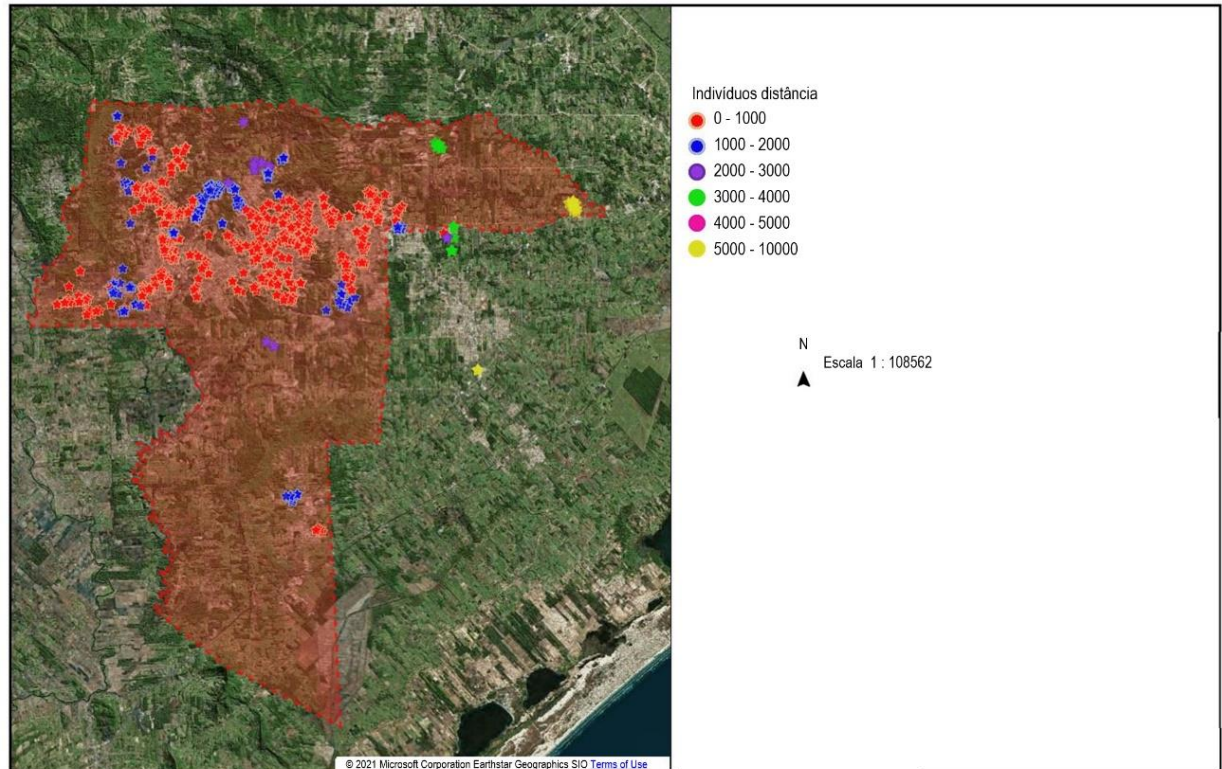 Indivíduos distância
0 - 1000
1000 - 2000
2000 - 3000
3000 - 4000
4000 - 5000
5000 - 10000
N
Escala 1 : 108562
© 2021 Microsoft Corporation Earthstar Geographics SIO Terms of Use